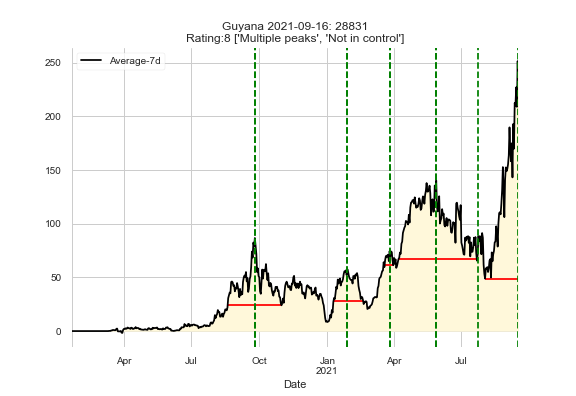 Guyana 2021-09-16: 28831
Rating:8 ['Multiple peaks', 'Not in control']
Average-7d
250
200
150
100
50
0
Apr Jul Oct Jan Apr Jul
2021
Date